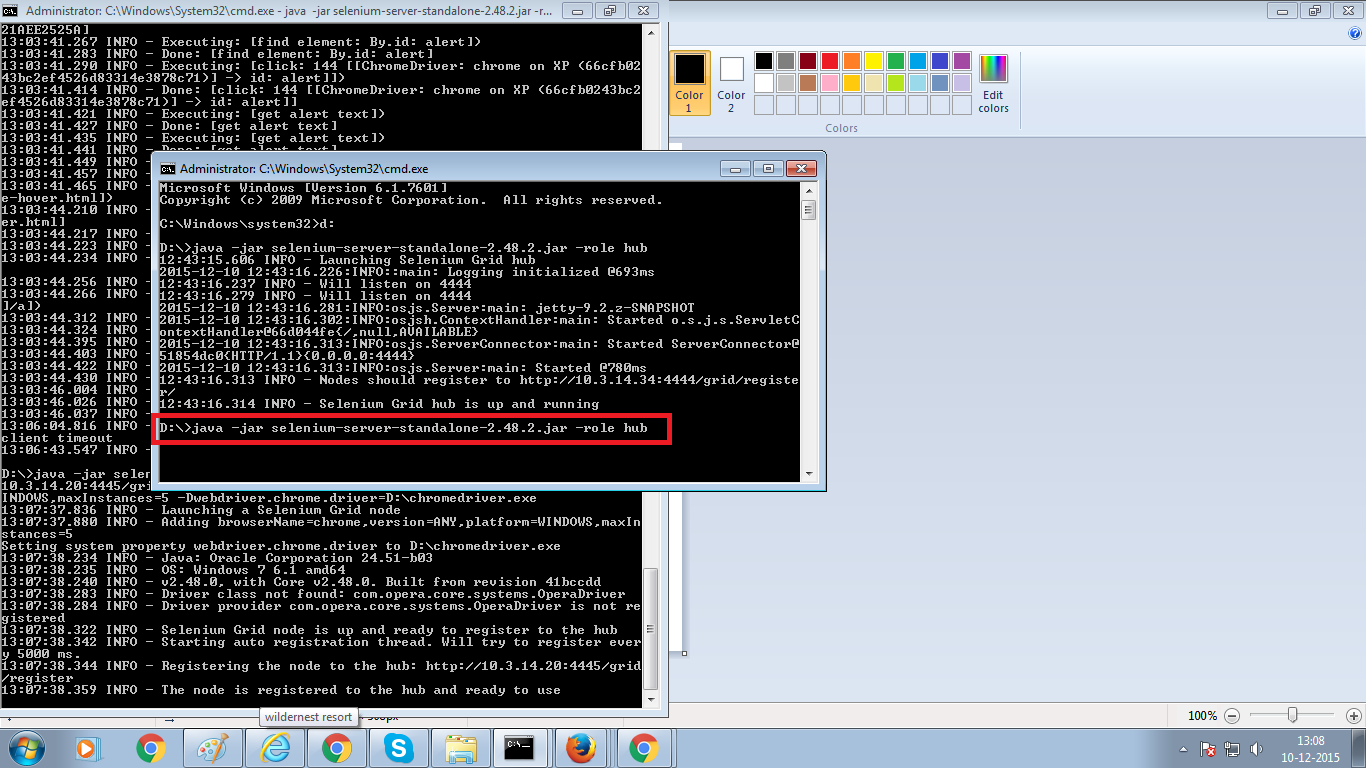 Administrator: C:\Windows\System32\cmd.exe - java -jar selenium-server-standalone-2.48.2.jar -r...
21AEE2525A]
13:03:41.267 INFO - Executing: [find element: By.id: alert])
13:03:41.283 INFO - Done: [find element: By.id: alert]
13:03:41.290 INFO - Executing: [click: 144 [[ChromeDriver: chrome on XP (66cfb02
43bc2ef4526d83314e3878c71)] -> id: alert]])
13:03:41.414 INFO - Done: [click: 144 [[ChromeDriver: chrome on XP (66cfb0243bc2
ef4526d83314e3878c71)] -> id: alert]]
13:03:41.421 INFO - Executing: [get alert text])
13:03:41.427 INFO - Done: [get alert text]
13:03:41.435 INFO - Executing: [get alert text])
13:03:41.441 INFO - Done: [get alert text]
13:03:41.449 INFO
13:03:41.457 INFO
13:03:41.465 INFO
e-hover.html])
13:03:44.210 INFO -
er.html]
13:03:44.217 INFO -
13:03:44.223 INFO -
13:03:44.234 INFO -
13:03:44.256 INFO -
13:03:44.266 INFO -
]/a]>
13:03:44.312 INFO -
13:03:44.324 INFO -
13:03:44.395 INFO -
13:03:44.403 INFO -
13:03:44.422 INFO -
13:03:44.430 INFO -
13:03:46.004 INFO -
13:03:46.026 INFO -
13:03:46.037 INFO -
13:06:04.816 INFO -
client timeout
13:06:43.547 INFO -
D:\>java -jar selen
10.3.14.20:4445/gri
INDOWS,maxInstances=5 -Dwebdriver.chrome.driver=D:\chromedriver.exe
13:07:37.836 INFO - Launching a Selenium Grid node
13:07:37.880 INFO - Adding browserName=chrome,version=ANY,platform=WINDOWS,maxIn
stances=5
Setting system property webdriver.chrome.driver to D:\chromedriver.exe
13:07:38.234 INFO - Java: Oracle Corporation 24.51-b03
13:07:38.235 INFO - OS: Windows 7 6.1 amd64
13:07:38.240 INFO - v2.48.0, with Core v2.48.0. Built from revision 41bccdd
13:07:38.283 INFO - Driver class not found: com.opera.core.systems.OperaDriver
13:07:38.284 INFO - Driver provider com.opera.core.systems.OperaDriver is not re
gistered
13:07:38.322 INFO - Selenium Grid node is up and ready to register to the hub
13:07:38.342 INFO - Starting auto registration thread. Will try to register ever
y 5000 ms.
13:07:38.344 INFO - Registering the node to the hub: http://10.3.14.20:4445/grid
/register
13:07:38.359 INFO - The node is registered to the hub and ready to use
Administrator: C:\Windows\System32\cmd.exe
Microsoft Windows [Version 6.1.7601]
Copyright (c) 2009 Microsoft Corporation.  All rights reserved.
C:\Windows\system32>d:
D:\>java -jar selenium-server-standalone-2.48.2.jar -role hub
12:43:15.606 INFO - Launching Selenium Grid hub
2015-12-10 12:43:16.226:INFO::main: Logging initialized @693ms
12:43:16.237 INFO - Will listen on 4444
12:43:16.279 INFO - Will listen on 4444
2015-12-10 12:43:16.281:INFO:osjs.Server:main: jetty-9.2.z-SNAPSHOT
2015-12-10 12:43:16.302:INFO:osjsh.ContextHandler:main: Started o.s.j.s.ServletC
ontextHandler@66d044fe{/,null,AVAILABLE}
2015-12-10 12:43:16.313:INFO:osjs.ServerConnector:main: Started ServerConnector@
51854dc0{HTTP/1.1}{0.0.0.0:4444}
2015-12-10 12:43:16.313:INFO:osjs.Server:main: Started @780ms
12:43:16.313 INFO - Nodes should register to http://10.3.14.34:4444/grid/registe
r/
12:43:16.314 INFO - Selenium Grid hub is up and running
D:\>java -jar selenium-server-standalone-2.48.2.jar -role hub
Color
1
Color
2
Edit
colors
Colors
wildernest resort
100%
13:08
10-12-2015